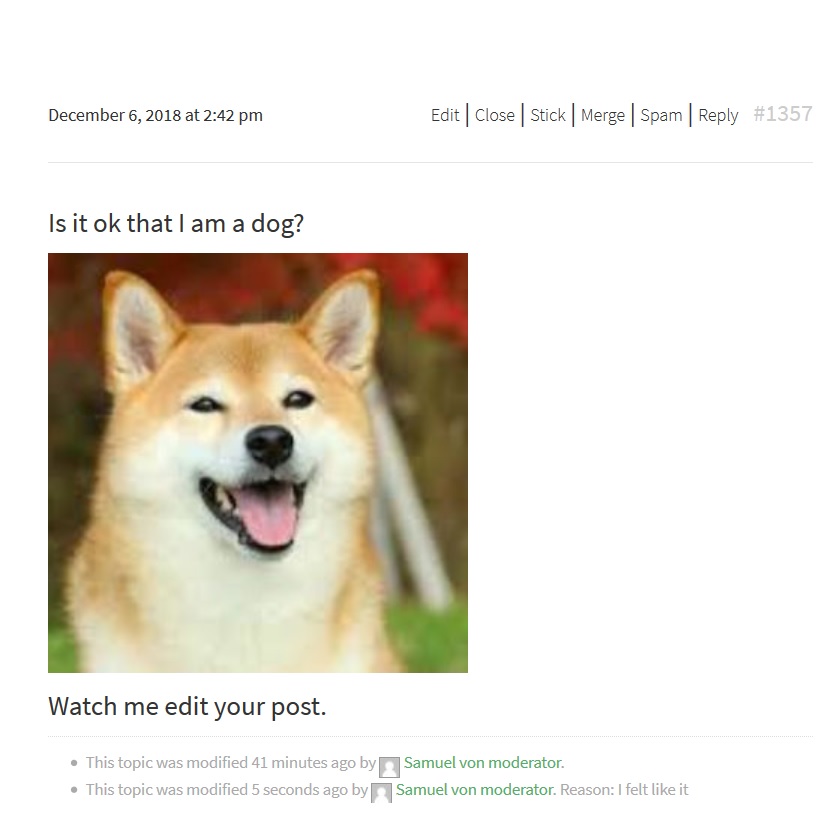 December 6, 2018 at 2:42 pm Edit | Close | Stick | Merge | Spam | Reply #1357
Is it ok that I am a dog?
Watch me edit your post.
This topic was modified 41 minutes ago by Samuel von moderator.
This topic was modified 5 seconds ago by Samuel von moderator. Reason: I felt like it